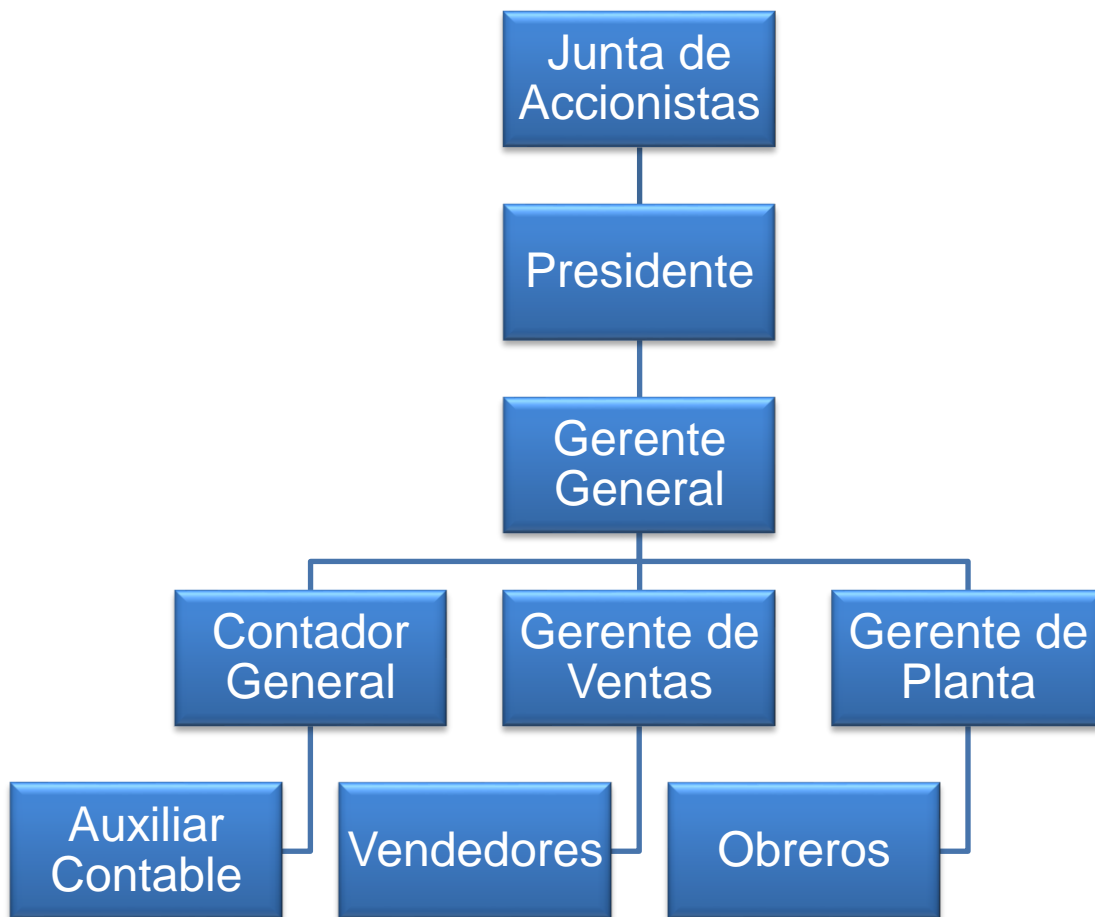 Junta de
Accionistas
Presidente
Gerente
General
Contador
General
Gerente de
Ventas
Gerente de
Planta
Auxiliar
Contable
Vendedores
Obreros